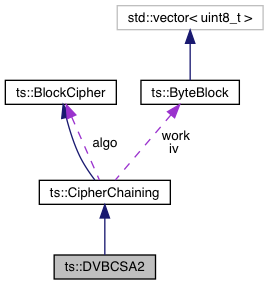 std::vector< uint8_t >
ts::BlockCipher
ts::ByteBlock
algo
work
iv
ts::CipherChaining
ts::DVBCSA2